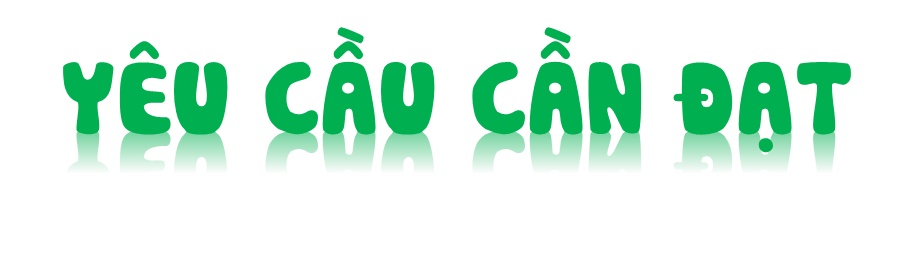 YÊU CẦU CẦN ĐẠT